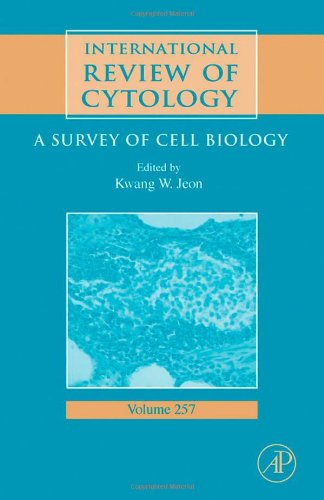 INTERNATIONAL
REVIEW OF
CYTOLOGY
A SURVEY OF CELL BIOLOGY
Edited by
Kwang W. Jeon
Volume 257
AP